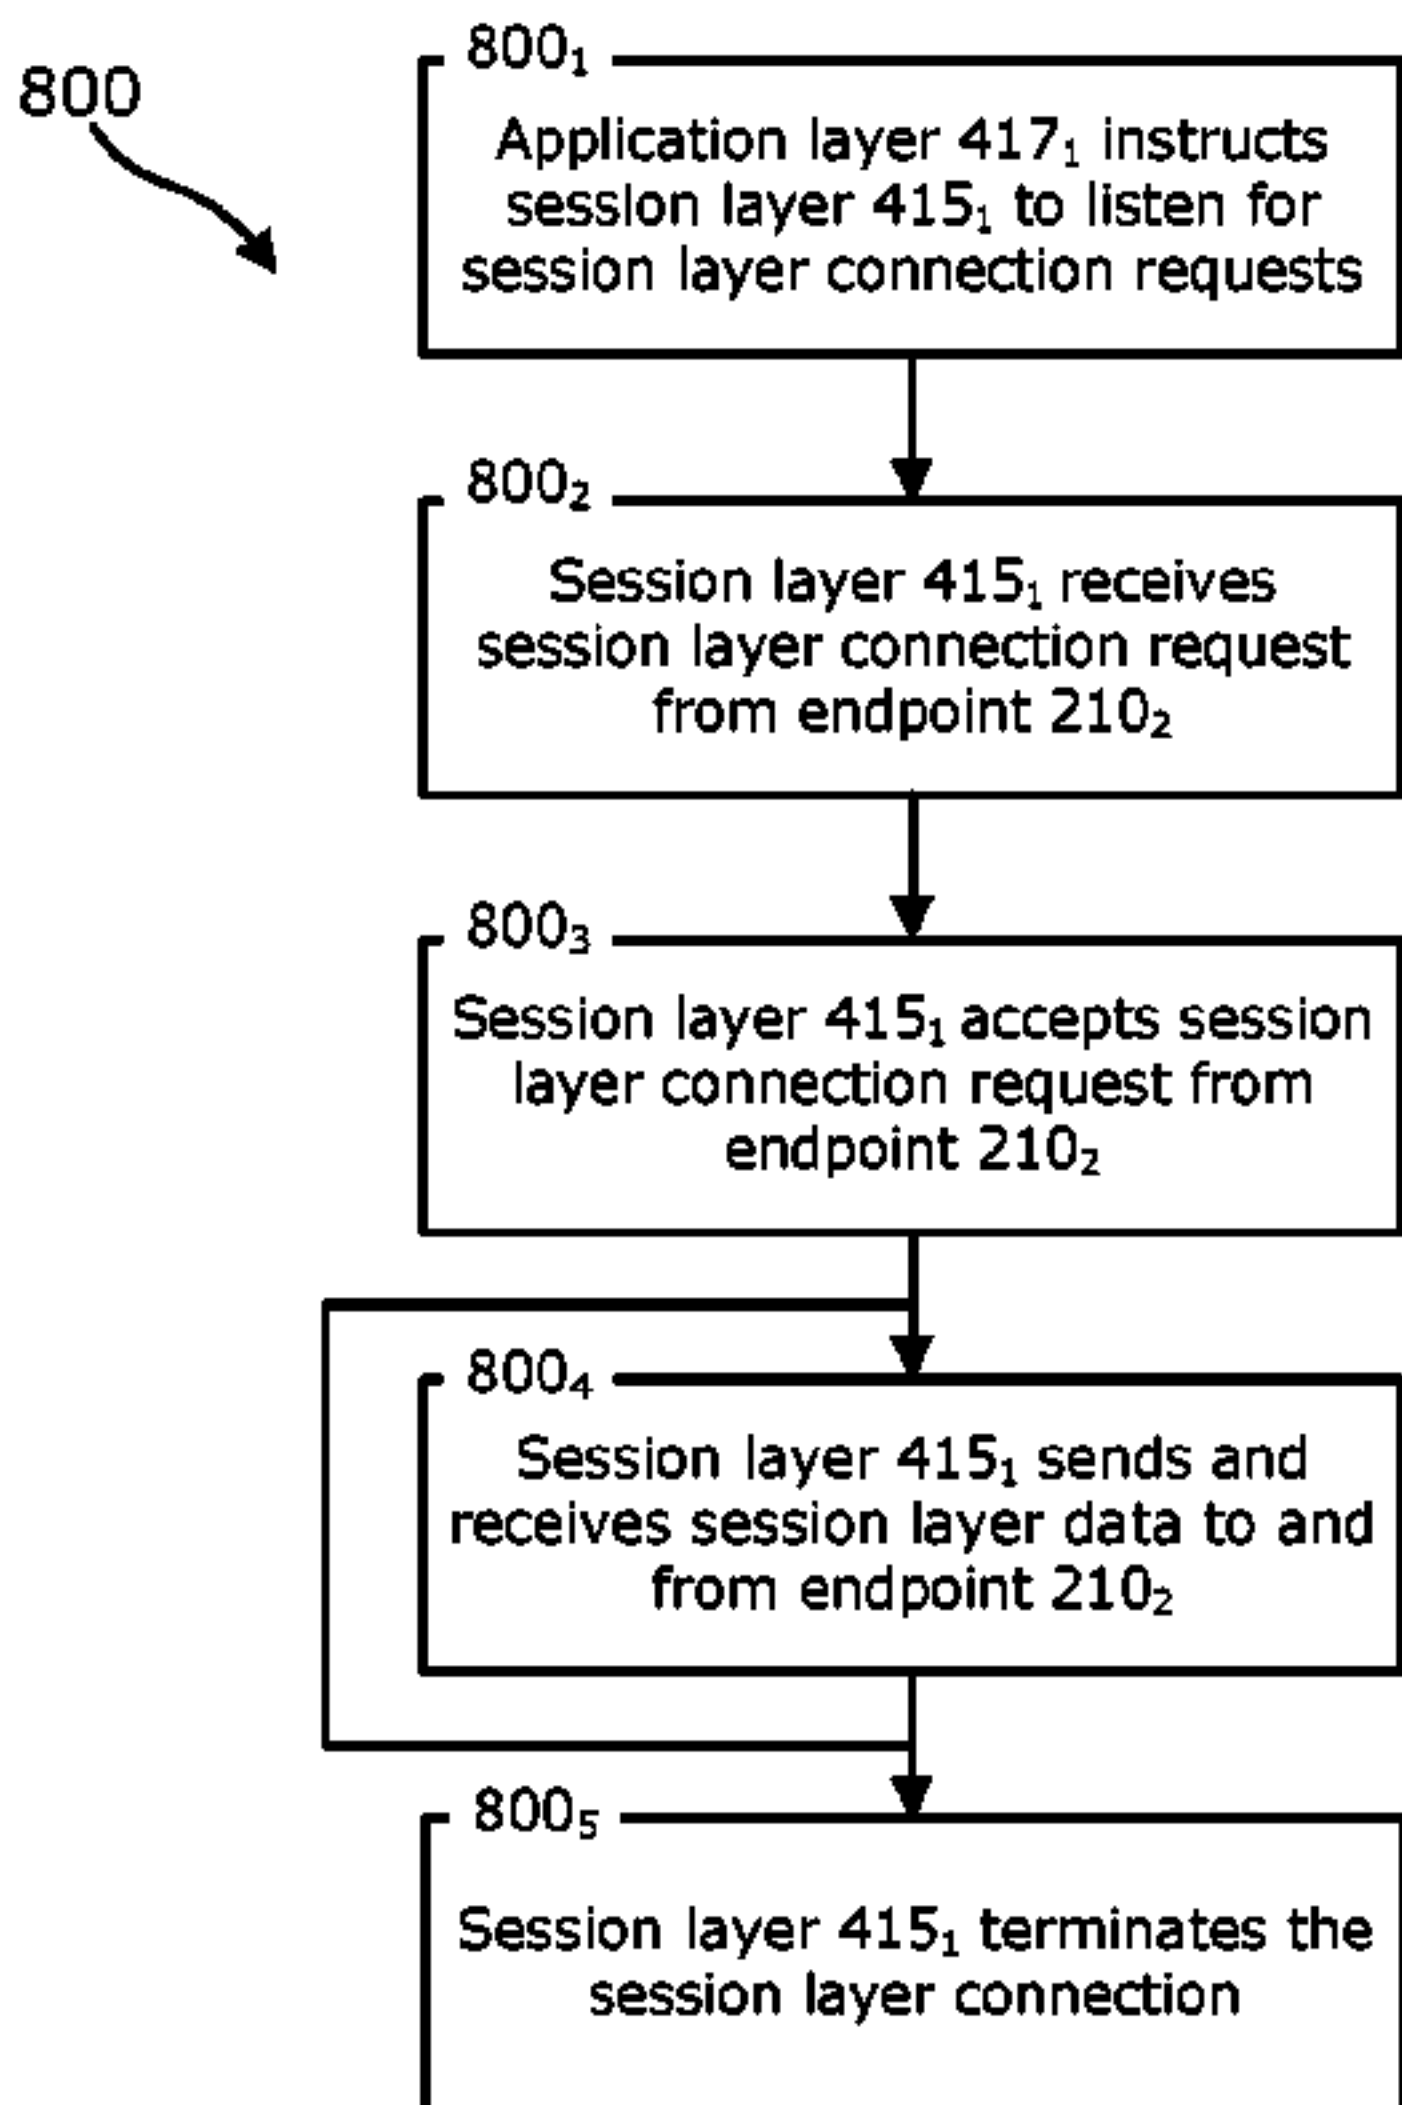 800
800₁
Application layer 417₁ instructs
session layer 415₁ to listen for
session layer connection requests
800₂
Session layer 415₁ receives
session layer connection request
from endpoint 210₂
800₃
Session layer 415₁ accepts session
layer connection request from
endpoint 210₂
800₄
Session layer 415₁ sends and
receives session layer data to and
from endpoint 210₂
800₅
Session layer 415₁ terminates the
session layer connection